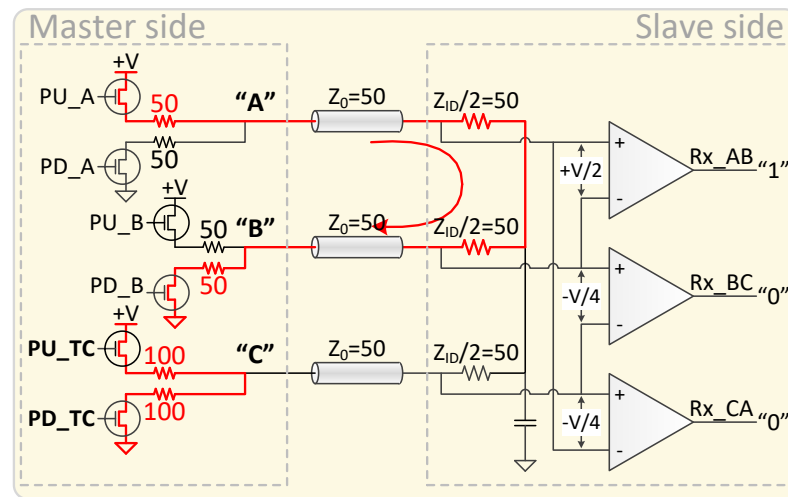 Master side
Slave side
+V
PU_A
50
"A"
Z0=50
ZID/2=50
50
PD_A
+V
PU_B
50
"B"
Z0=50
ZID/2=50
PD_B
50
+V
PU_TC
100
"C"
Z0=50
ZID/2=50
100
PD_TC
+
+V/2
-
Rx_AB
"1"
+
-V/4
-
Rx_BC
"0"
+
-V/4
-
Rx_CA
"0"